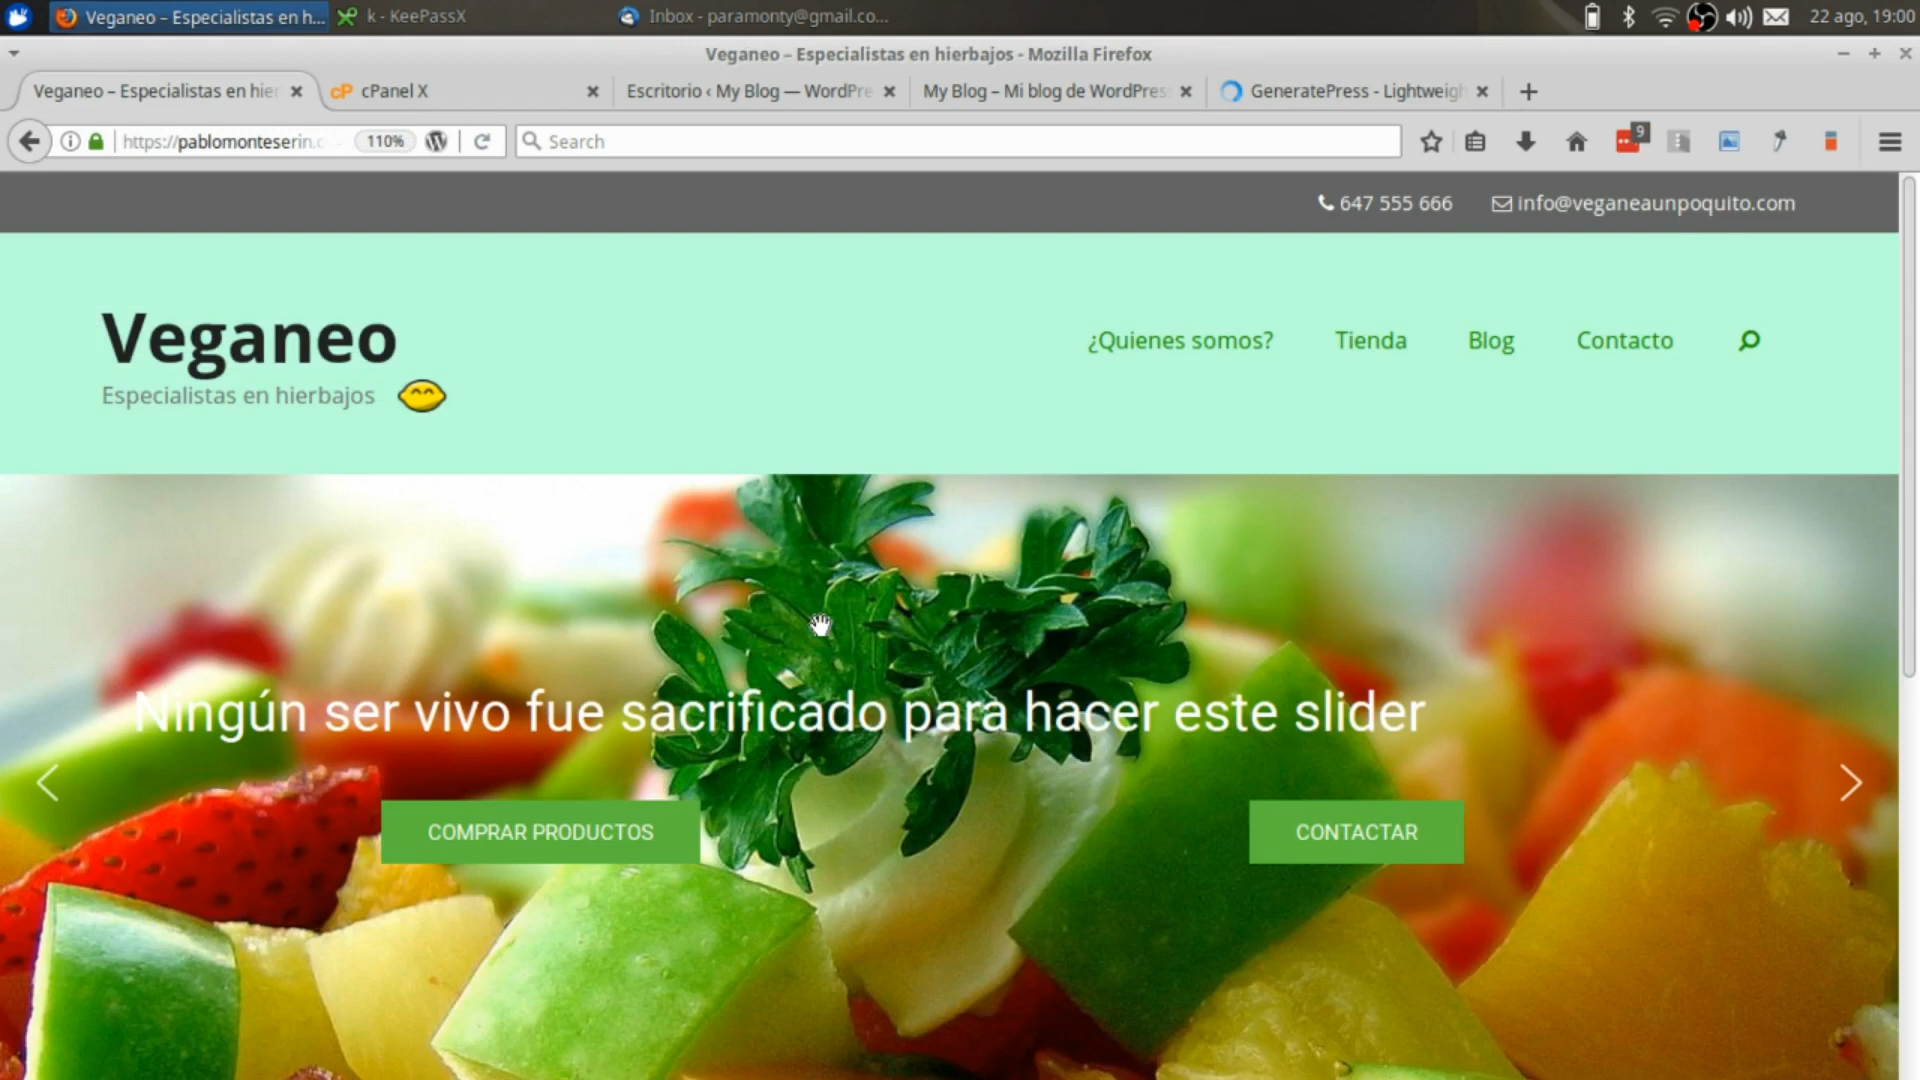 Veganeo – Especialistas en h...
k - KeePassX
Inbox - paramonty@gmail.co...
22 ago, 19:00
Veganeo – Especialistas en hierbajos - Mozilla Firefox
Veganeo – Especialistas en hier
cP cPanel X
Escritorio ‹ My Blog — WordPre
My Blog – Mi blog de WordPres
GeneratePress - Lightweigh
https://pablomonteserin.c
110%
Search
9
647 555 666
info@veganeaunpoquito.com
Veganeo
Especialistas en hierbajos
¿Quienes somos?
Tienda
Blog
Contacto
Ningún ser vivo fue sacrificado para hacer este slider
COMPRAR PRODUCTOS
CONTACTAR